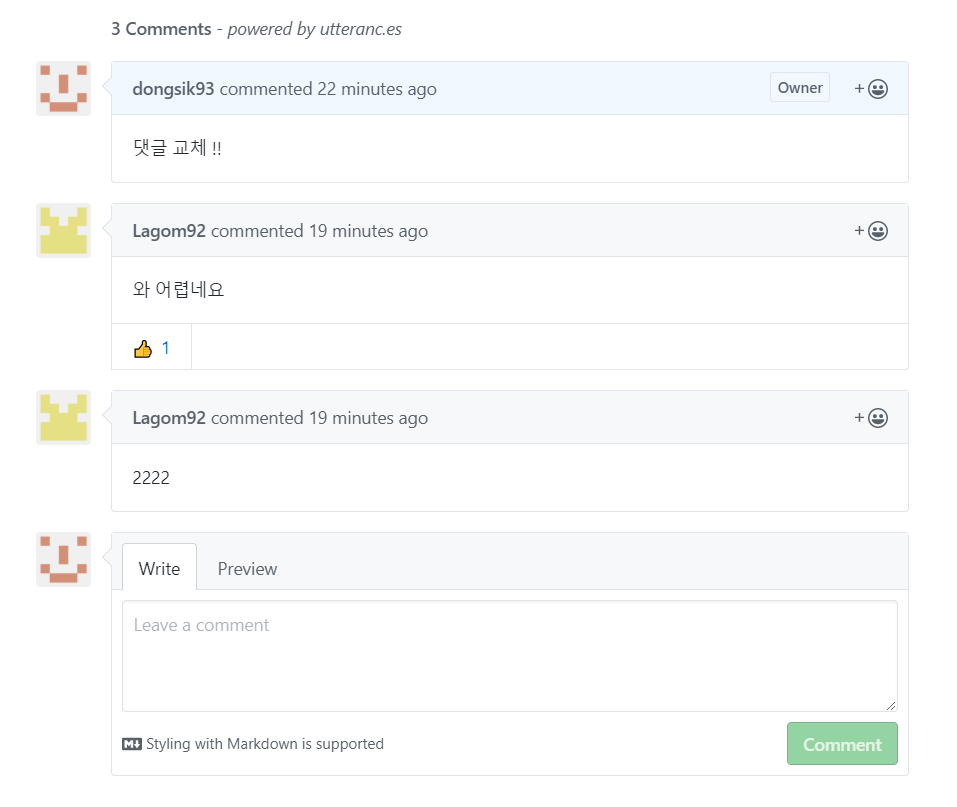 3 Comments - powered by utteranc.es
dongsik93 commented 22 minutes ago Owner +
댓글 교체 !!
Lagom92 commented 19 minutes ago +
와 어렵네요
👍 1
Lagom92 commented 19 minutes ago +
2222
Write Preview
Leave a comment
Styling with Markdown is supported
Comment